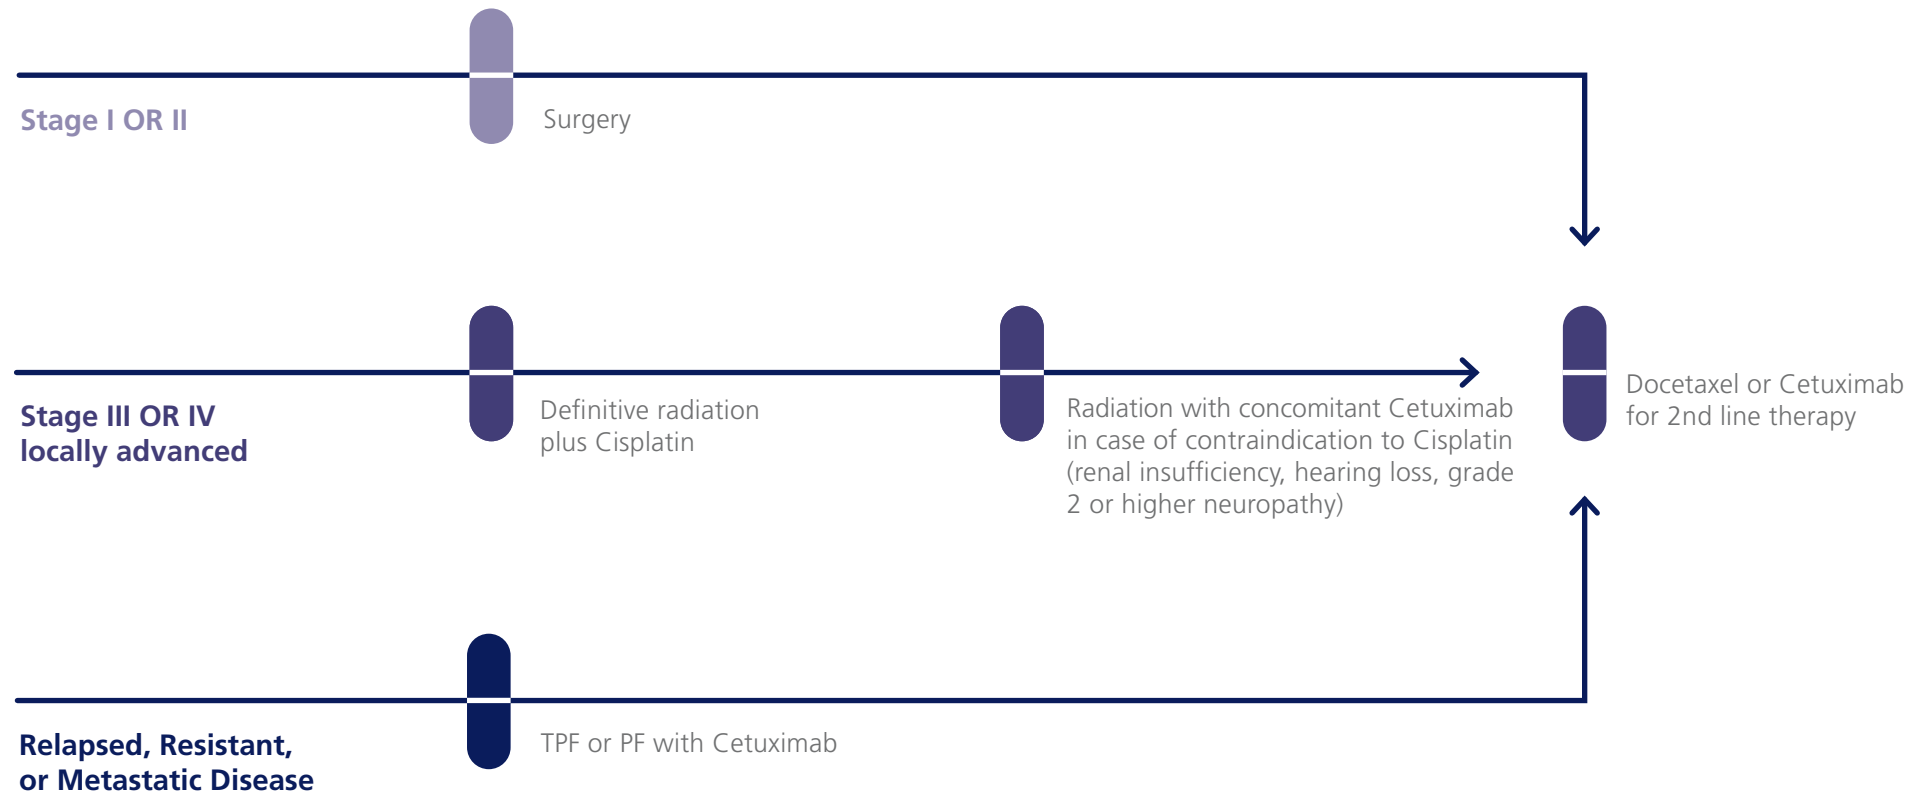 Stage I OR II
Surgery
Stage III OR IV
locally advanced
Definitive radiation
plus Cisplatin
Radiation with concomitant Cetuximab
in case of contraindication to Cisplatin
(renal insufficiency, hearing loss, grade
2 or higher neuropathy)
Docetaxel or Cetuximab
for 2nd line therapy
Relapsed, Resistant,
or Metastatic Disease
TPF or PF with Cetuximab